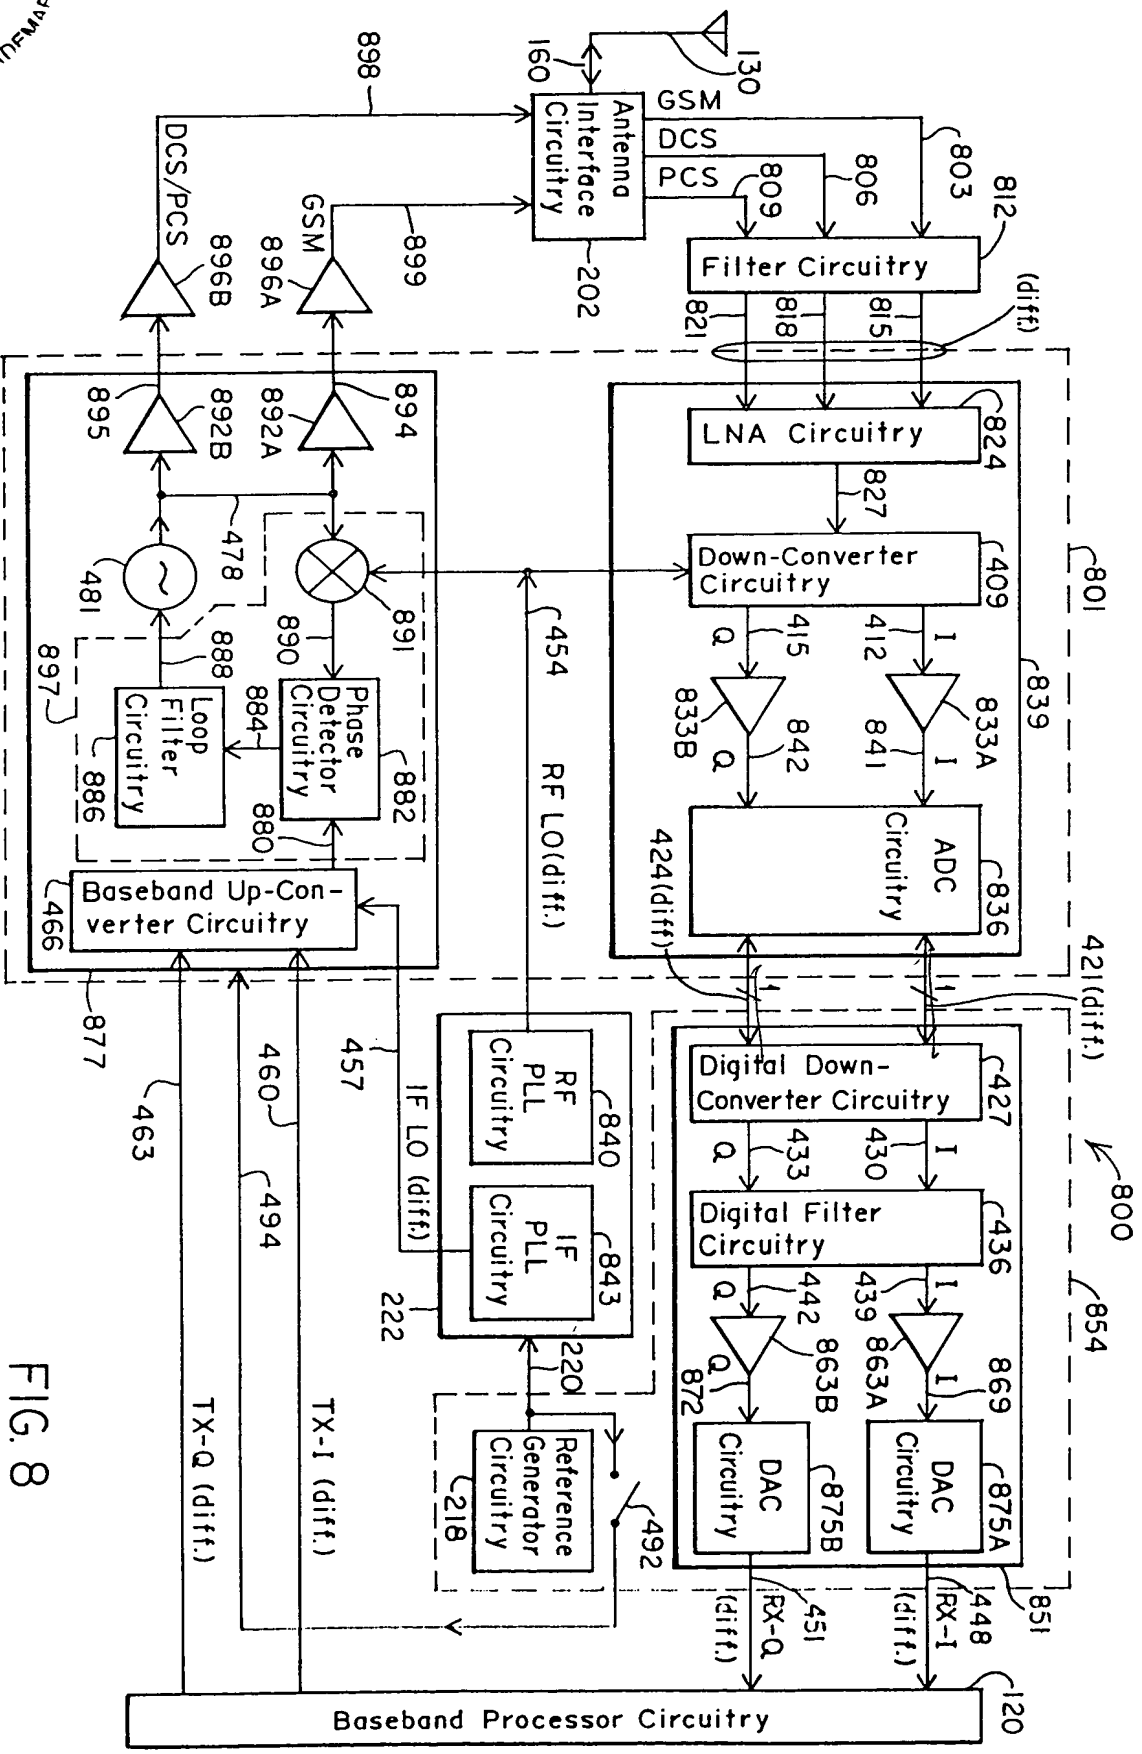 130
160
Antenna
Interface
Circuitry
202
GSM
DCS
PCS
803
806
809
812
Filter Circuitry
815
818
821
(diff.)
824
LNA Circuitry
827
Down-Converter
Circuitry
409
412
I
415
Q
833A
833B
841
I
842
Q
ADC
Circuitry
836
839
801
421 (diff.)
424 (diff)
800
854
Digital Down-
Converter Circuitry
427
430
I
433
Q
Digital Filter
Circuitry
436
439
I
442
Q
863A
863B
869
I
872
Q
DAC
Circuitry
875A
DAC
Circuitry
875B
851
448
RX-I
(diff.)
451
RX-Q
(diff.)
120
Baseband Processor Circuitry
454
RF LO (diff.)
RF
PLL
Circuitry
840
IF
PLL
Circuitry
843
222
220
Reference
Generator
Circuitry
218
492
IF LO (diff.)
457
898
DCS/PCS
896B
GSM
896A
899
894
892A
895
892B
478
481
891
890
Phase
Detector
Circuitry
882
884
Loop
Filter
Circuitry
886
888
897
880
Baseband Up-Con-
verter Circuitry
466
877
460
463
494
TX-I (diff.)
TX-Q (diff.)
FIG. 8